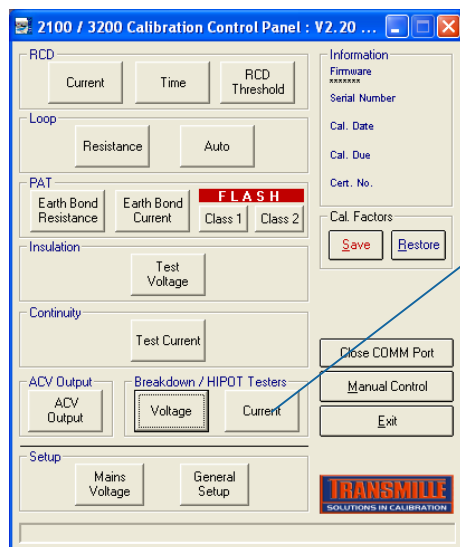 2100 / 3200 Calibration Control Panel : V2.20 ...
RCD
Current
Time
RCD
Threshold
Loop
Resistance
Auto
PAT
Earth Bond
Resistance
Earth Bond
Current
FLASH
Class 1
Class 2
Insulation
Test
Voltage
Continuity
Test Current
ACV Output
ACV
Output
Breakdown / HIPOT Testers
Voltage
Current
Setup
Mains
Voltage
General
Setup
Information
Firmware
*******
Serial Number
Cal. Date
Cal. Due
Cert. No.
Cal. Factors
Save
Restore
Close COMM Port
Manual Control
Exit
TRANSMILLE
SOLUTIONS IN CALIBRATION